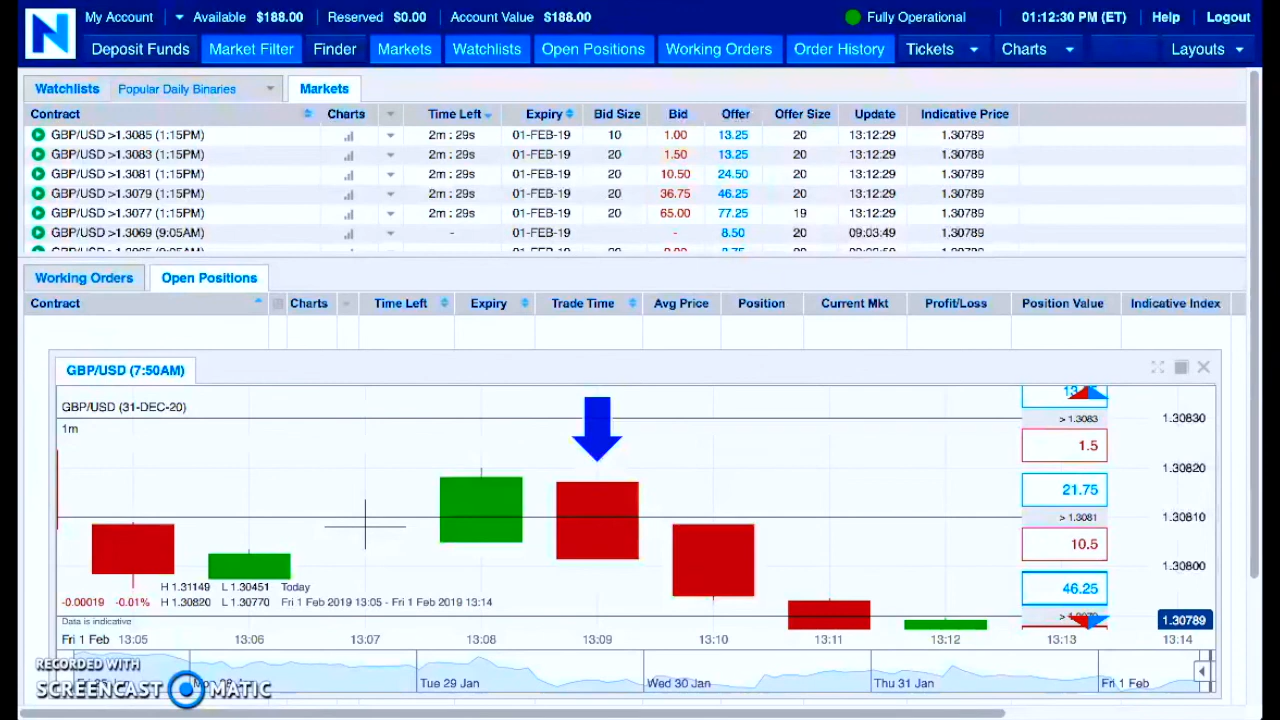 N My Account Available $188.00 Reserved $0.00 Account Value $188.00 Fully Operational 01:12:30 PM (ET) Help Logout
Deposit Funds Market Filter Finder Markets Watchlists Open Positions Working Orders Order History Tickets Charts Layouts
Watchlists Popular Daily Binaries Markets
Contract Charts Time Left Expiry Bid Size Bid Offer Offer Size Update Indicative Price
GBP/USD >1.3085 (1:15PM) 2m : 29s 01-FEB-19 10 1.00 13.25 20 13:12:29 1.30789
GBP/USD >1.3083 (1:15PM) 2m : 29s 01-FEB-19 20 1.50 13.25 20 13:12:29 1.30789
GBP/USD >1.3081 (1:15PM) 2m : 29s 01-FEB-19 20 10.50 24.50 20 13:12:29 1.30789
GBP/USD >1.3079 (1:15PM) 2m : 29s 01-FEB-19 20 36.75 46.25 20 13:12:29 1.30789
GBP/USD >1.3077 (1:15PM) 2m : 29s 01-FEB-19 20 65.00 77.25 19 13:12:29 1.30789
GBP/USD >1.3069 (9:05AM) - 01-FEB-19 - 8.50 20 09:03:49 1.30789
Working Orders Open Positions
Contract Charts Time Left Expiry Trade Time Avg Price Position Current Mkt Profit/Loss Position Value Indicative Index
GBP/USD (7:50AM)
GBP/USD (31-DEC-20)
1m
> 1.3083 1.30830
1.5
1.30820
21.75
> 1.3081 1.30810
10.5
1.30800
46.25
H 1.31149 L 1.30451 Today
-0.00019 -0.01% H 1.30820 L 1.30770 Fri 1 Feb 2019 13:05 - Fri 1 Feb 2019 13:14
1.30789
Data is indicative
Fri 1 Feb 13:05 13:06 13:07 13:08 13:09 13:10 13:11 13:12 13:13 13:14
Tue 29 Jan Wed 30 Jan Thu 31 Jan Fri 1 Feb
RECORDED WITH
SCREENCAST MATIC